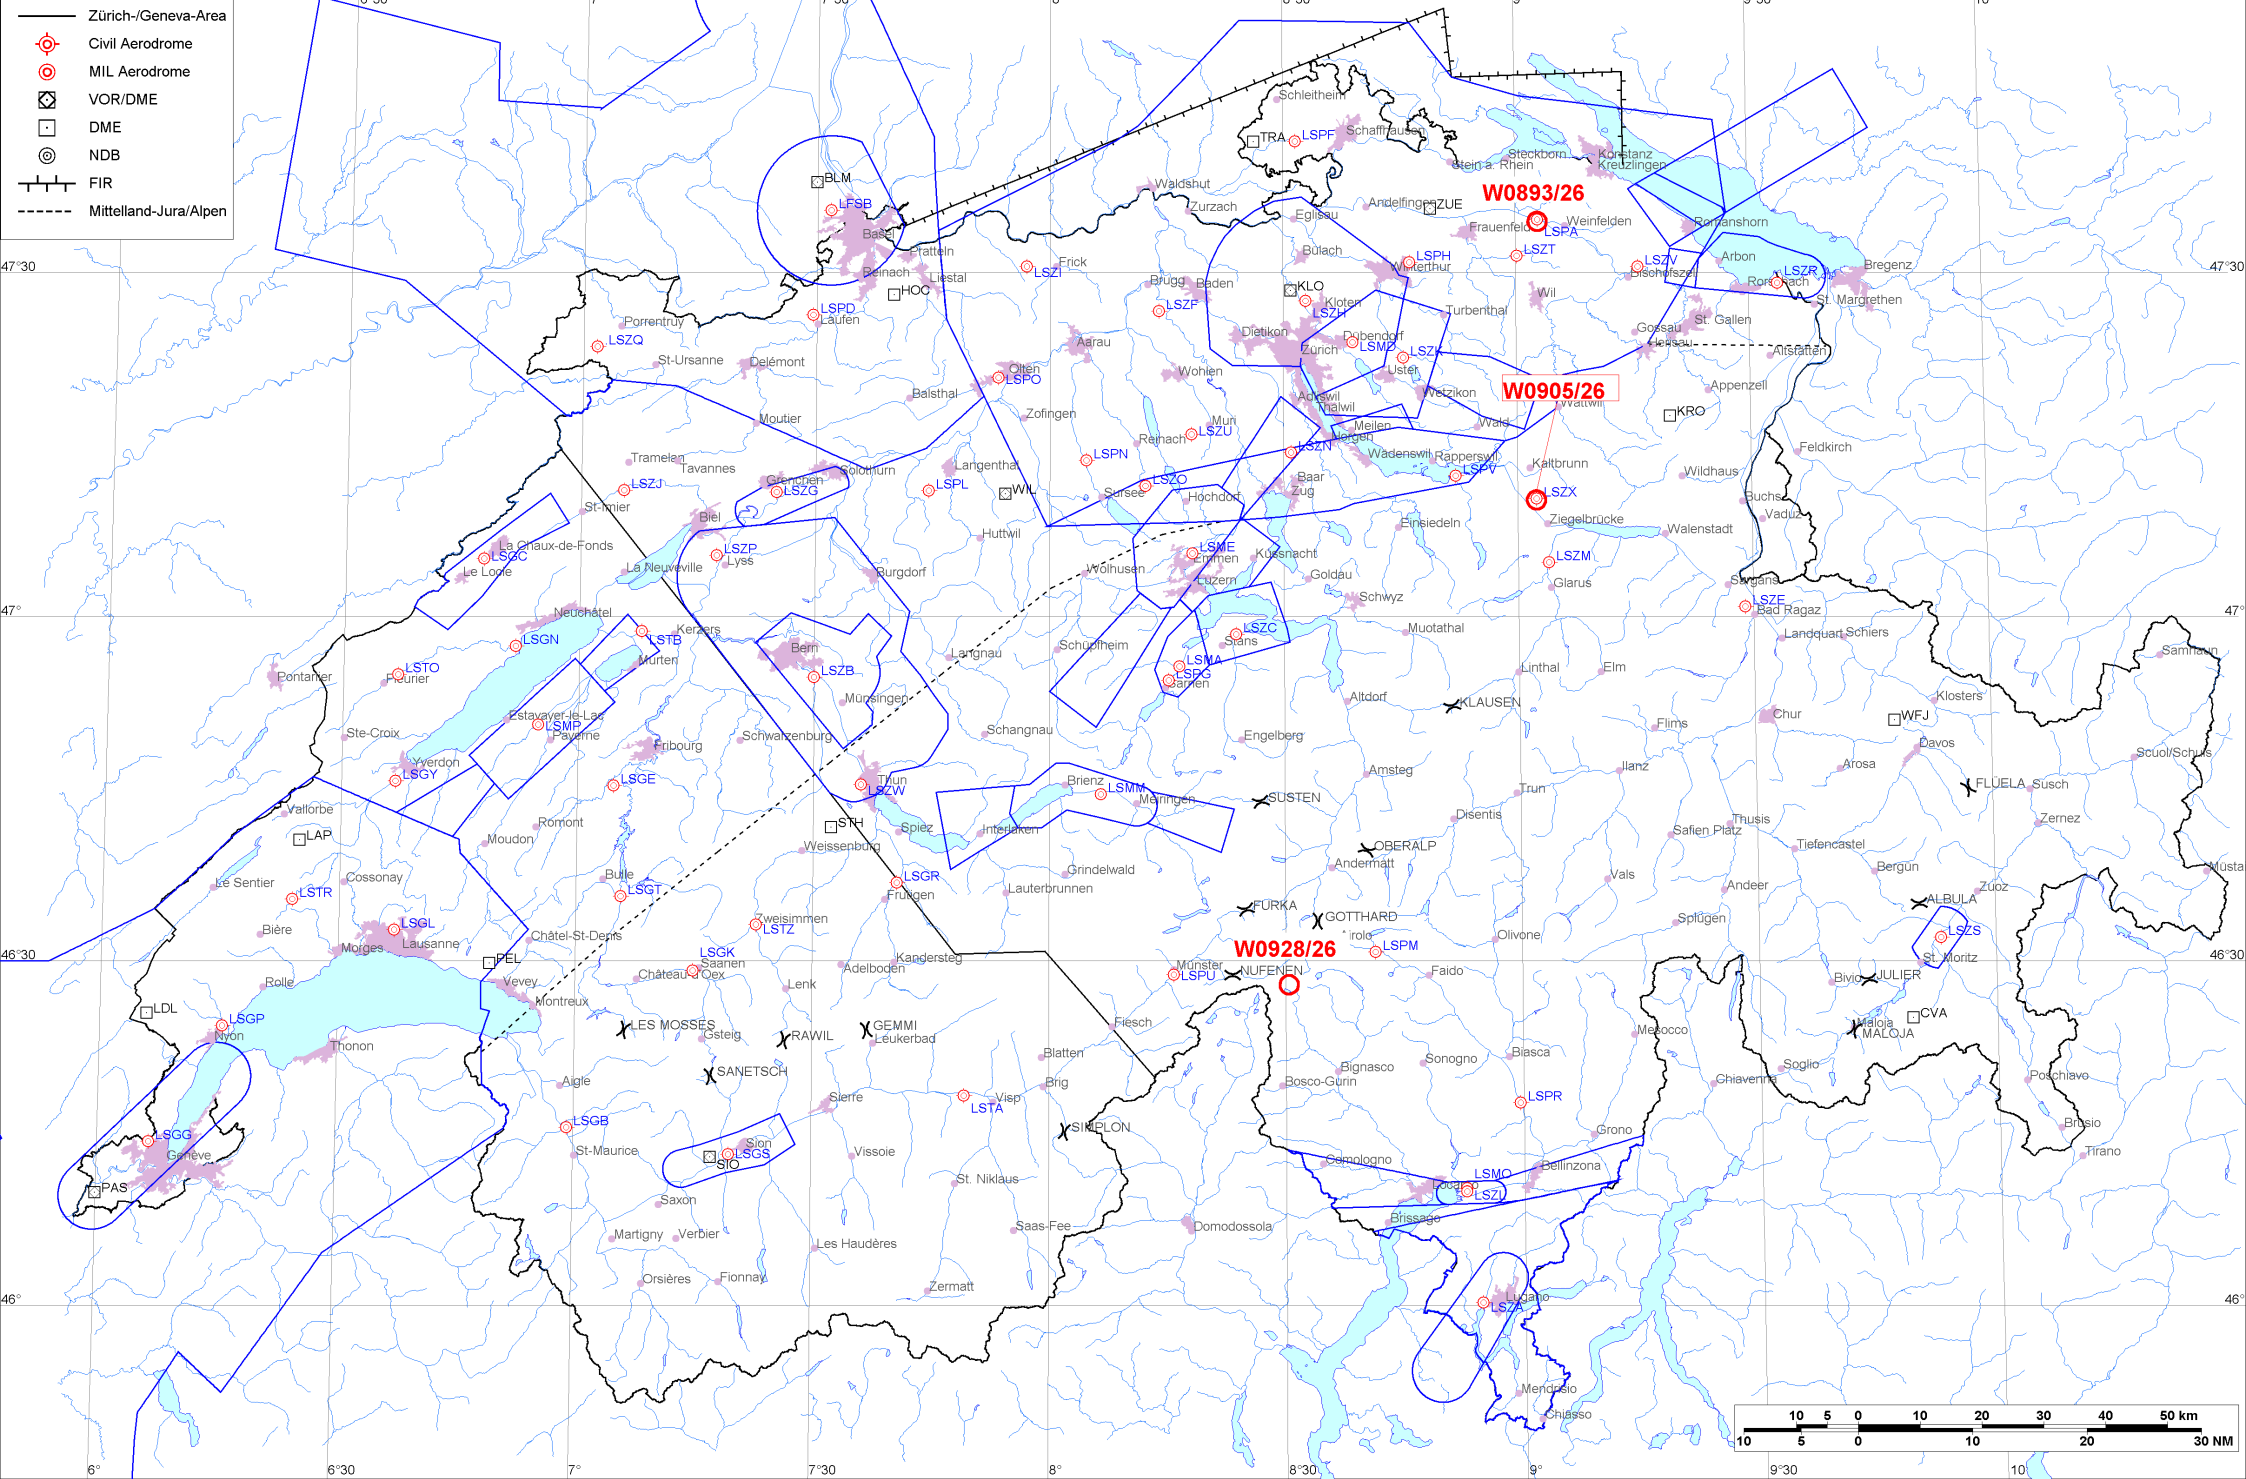 Zürich-/Geneva-Area
Civil Aerodrome
MIL Aerodrome
VOR/DME
DME
NDB
FIR
Mittelland-Jura/Alpen
Schleitheim
TRA
LSPF
Schaffhausen
Steckborn
Stein a. Rhein
Konstanz
Kreuzlingen
BLM
LFSB
Basel
Waldshut
Zurzach
Eglisau
Andelfingen
ZUE
W0893/26
LSPA
Weinfelden
Frauenfeld
Romanshorn
Pratteln
Reinach
Liestal
HOC
Frick
LSZI
Bülach
LSPH
Winterthur
LSZT
LSZV
Bischofszell
Arbon
LSZR
Rorschach
Bregenz
St. Margrethen
47°30
47°30
Brugg
Baden
KLO
Kloten
LSZH
Turbenthal
Wil
LSPD
Laufen
LSZF
Porrentruy
LSZQ
St-Ursanne
Delémont
Aarau
Dietikon
Zürich
Dübendorf
LSMD
LSZK
Gossau
St. Gallen
Herisau
Altstätten
Olten
LSPO
Wohlen
Uster
W0905/26
Wattwil
Appenzell
Balsthal
Adliswil
Thalwil
Wetzikon
KRO
Moutier
Zofingen
Muri
LSZU
Reinach
Meilen
Horgen
Wald
Feldkirch
Tramelan
Tavannes
Solothurn
Grenchen
LSZG
Langenthal
LSPN
LSZN
Wädenswil
Rapperswil
LSPV
Kaltbrunn
Wildhaus
LSZJ
LSPL
WIL
LSZO
Sursee
Hochdorf
Baar
Zug
LSZX
Buchs
St-Imier
Biel
Einsiedeln
Ziegelbrücke
Walenstadt
Vaduz
Huttwil
La Chaux-de-Fonds
LSGC
Le Locle
LSZP
Lyss
LSME
Emmen
Küssnacht
LSZM
La Neuveville
Burgdorf
Wolhusen
Luzern
Goldau
Glarus
Sargans
47°
47°
Neuchâtel
Schwyz
LSZE
Bad Ragaz
LSGN
LSTB
Kerzers
Murten
Bern
LSZB
Langnau
Schüpfheim
LSZC
Stans
Muotathal
Landquart
Schiers
Samnaun
Pontarlier
LSTO
Fleurier
LSMA
LSPG
Sarnen
Linthal
Elm
Münsingen
Altdorf
KLAUSEN
Klosters
Estavayer-le-Lac
LSMP
Payerne
Ste-Croix
Fribourg
Schwarzenburg
Schangnau
Engelberg
Flims
Chur
WFJ
Davos
Scuol/Schuls
Yverdon
LSGY
LSGE
Thun
LSZW
Brienz
LSMM
Meiringen
Amsteg
SUSTEN
Trun
Ilanz
Arosa
FLÜELA
Susch
Vallorbe
LAP
Romont
Moudon
STH
Spiez
Interlaken
Disentis
Safien Platz
Thusis
Zernez
Weissenburg
OBERALP
Tiefencastel
Le Sentier
Cossonay
Bulle
LSGT
LSGR
Frutigen
Grindelwald
Lauterbrunnen
Andermatt
Vals
Andeer
Bergün
Zuoz
LSTR
FURKA
GOTTHARD
Splügen
ALBULA
Bière
LSGL
Lausanne
Morges
Châtel-St-Denis
Zweisimmen
LSTZ
W0928/26
LSPM
Olivone
LSZS
46°30
46°30
Rolle
Vevey
LSGK
Saanen
Château-d'Oex
Adelboden
Kandersteg
Münster
LSPU
NUFENEN
Faido
St. Moritz
JULIER
Bivio
Lenk
Montreux
LDL
LSGP
Nyon
Thonon
LES MOSSES
Gsteig
RAWIL
GEMMI
Leukerbad
Fiesch
Mesocco
CVA
Maloja
MALOJA
SANETSCH
Blatten
Brig
Bignasco
Bosco-Gurin
Sonogno
Biasca
Soglio
Chiavenna
Poschiavo
Aigle
Sierre
LSTA
Visp
LSPR
LSGB
LSGG
Genève
St-Maurice
Sion
LSGS
SIO
Vissoie
SIMPLON
Comologno
Grono
Bellinzona
Brusio
Tirano
PAS
Saxon
St. Niklaus
LSMO
LSZL
Brissago
Martigny
Verbier
Les Haudères
Saas-Fee
Domodossola
Orsières
Fionnay
Zermatt
46°
46°
Lugano
LSZA
Mendrisio
Chiasso
10 5 0 10 20 30 40 50 km
10 5 0 10 20 30 NM
6° 6°30 7° 7°30 8° 8°30 9° 9°30 10°